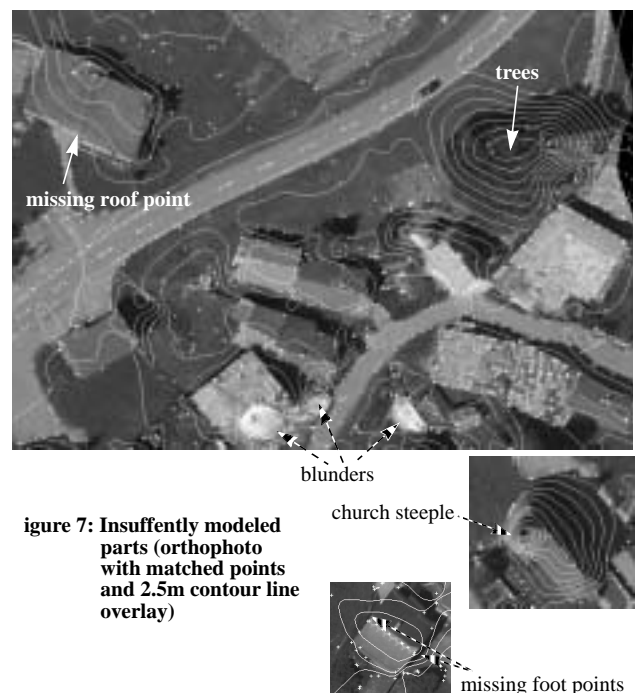 trees
missing roof point
blunders
church steeple
igure 7: Insuffently modeled
parts (orthophoto
with matched points
and 2.5m contour line
overlay)
missing foot points